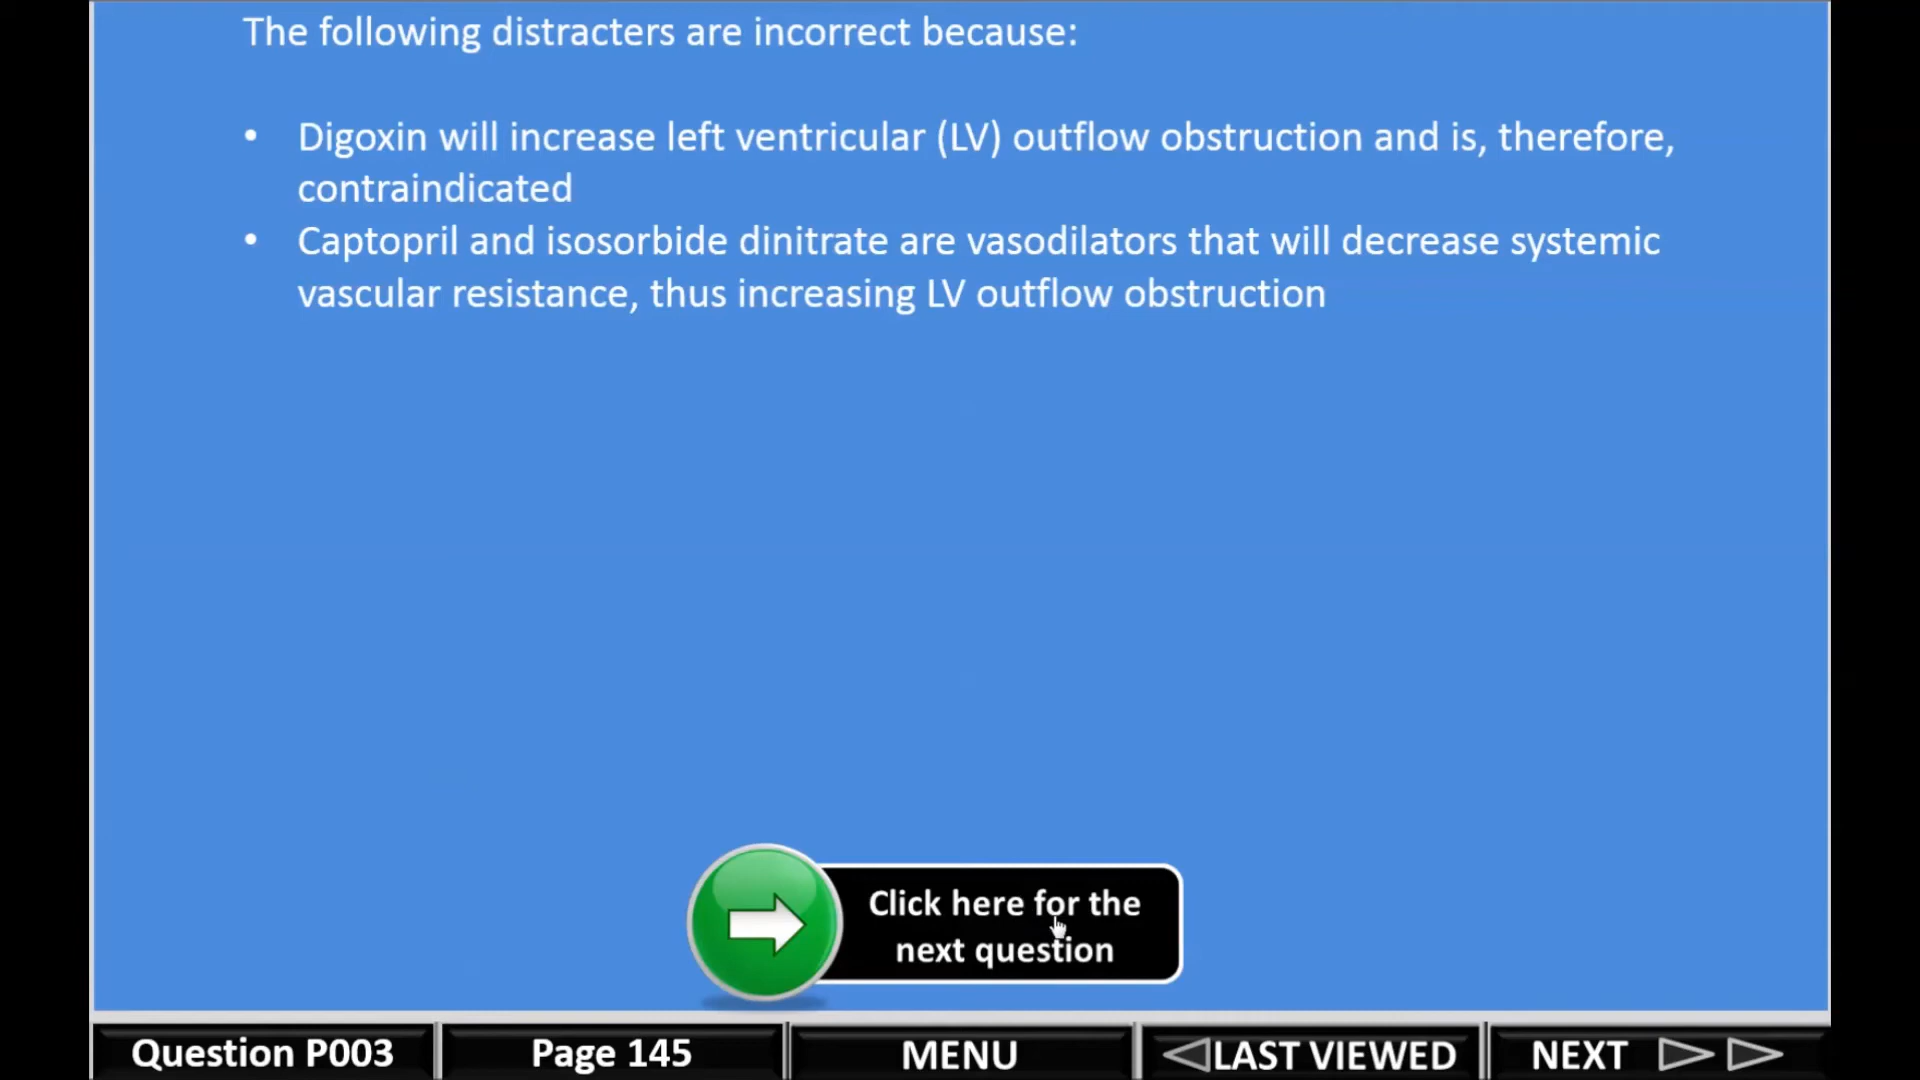 The following distracters are incorrect because:
• Digoxin will increase left ventricular (LV) outflow obstruction and is, therefore,
contraindicated
• Captopril and isosorbide dinitrate are vasodilators that will decrease systemic
vascular resistance, thus increasing LV outflow obstruction
Click here for the
next question
Question P003
Page 145
MENU
LAST VIEWED
NEXT